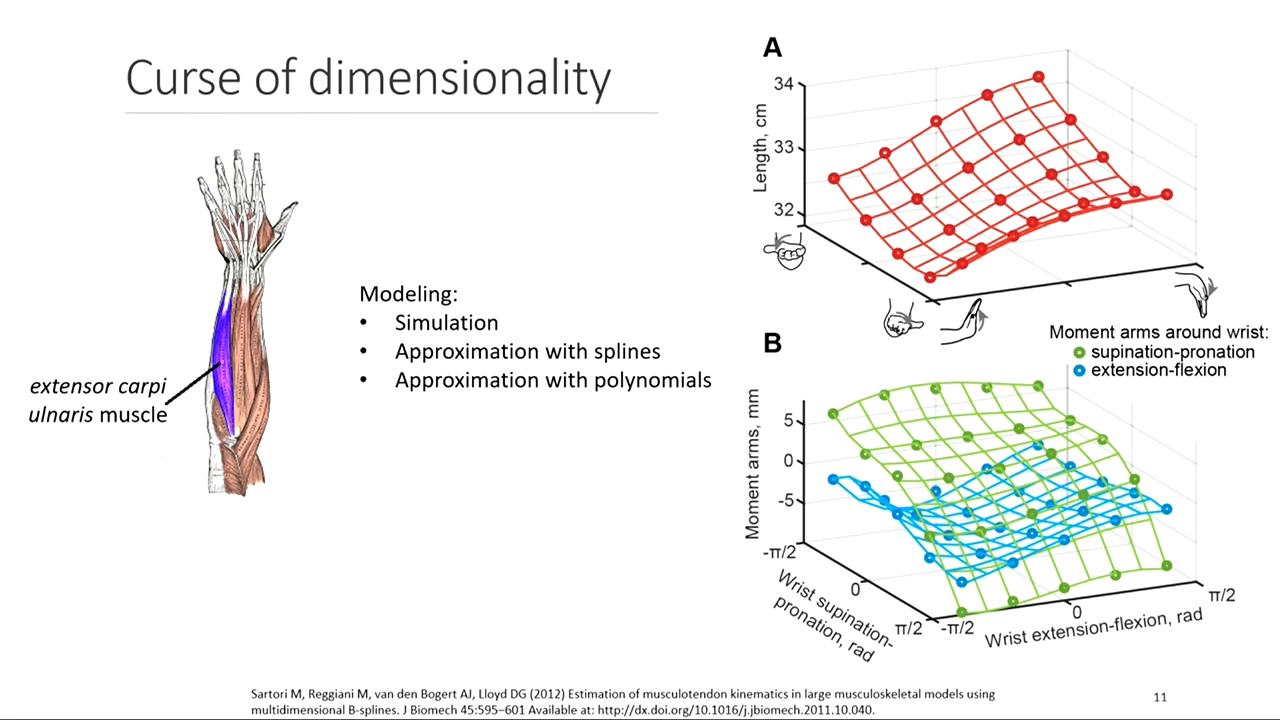 Curse of dimensionality
extensor carpi
ulnaris muscle
Modeling:
• Simulation
• Approximation with splines
• Approximation with polynomials
A
34
33
32
Length, cm
B
Moment arms around wrist:
supination-pronation
extension-flexion
5
0
-5
Moment arms, mm
-π/2
0
π/2
Wrist supination-
pronation, rad
-π/2
0
π/2
Wrist extension-flexion, rad
Sartori M, Reggiani M, van den Bogert AJ, Lloyd DG (2012) Estimation of musculotendon kinematics in large musculoskeletal models using
multidimensional B-splines. J Biomech 45:595–601 Available at: http://dx.doi.org/10.1016/j.jbiomech.2011.10.040.
11